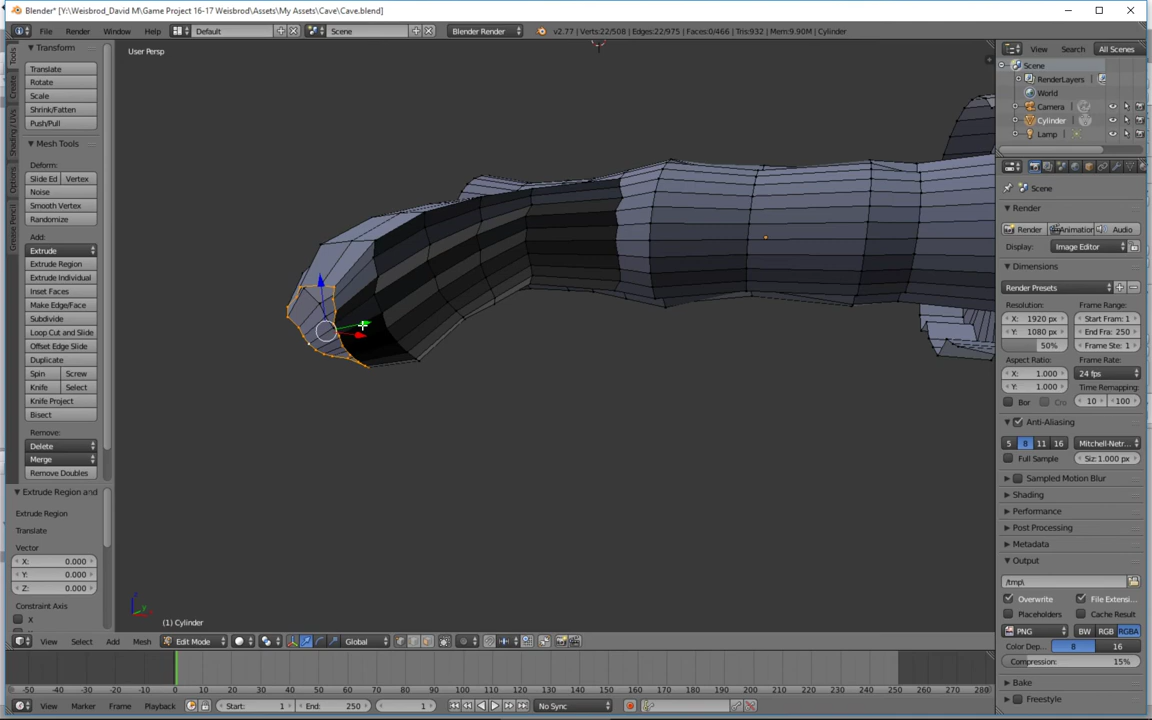 Blender* [Y:\Weisbrod_David M\Game Project 16-17 Weisbrod\Assets\My Assets\Cave\Cave.blend]
File Render Window Help Default Scene Blender Render v2.77 | Verts:22/508 | Edges:22/975 | Faces:0/466 | Tris:932 | Mem:9.90M | Cylinder
User Persp
Tools
Create
Shading / UVs
Options
Grease Pencil
Transform
Translate
Rotate
Scale
Shrink/Fatten
Push/Pull
Mesh Tools
Deform:
Slide Ed Vertex
Noise
Smooth Vertex
Randomize
Add:
Extrude
Extrude Region
Extrude Individual
Inset Faces
Make Edge/Face
Subdivide
Loop Cut and Slide
Offset Edge Slide
Duplicate
Spin Screw
Knife Select
Knife Project
Bisect
Remove:
Delete
Merge
Remove Doubles
Extrude Region and
Extrude Region
Translate
Vector
X: 0.000
Y: 0.000
Z: 0.000
Constraint Axis
X
(1) Cylinder
View Select Add Mesh Edit Mode Global
View Search All Scenes
Scene
RenderLayers
World
Camera
Cylinder
Lamp
Scene
Render
Render Animation Audio
Display: Image Editor
Dimensions
Render Presets
Resolution: Frame Range:
X: 1920 px Start Fram: 1
Y: 1080 px End Fra: 250
50% Frame Ste: 1
Aspect Ratio: Frame Rate:
X: 1.000 24 fps
Y: 1.000 Time Remapping:
Bor Cro 10 100
Anti-Aliasing
5 8 11 16 Mitchell-Netr...
Full Sample Siz: 1.000 px
Sampled Motion Blur
Shading
Performance
Post Processing
Metadata
Output
/tmp\
Overwrite File Extensi...
Placeholders Cache Result
PNG BW RGB RGBA
Color Dep... 8 16
Compression: 15%
Bake
Freestyle
-50 -40 -30 -20 -10 0 10 20 30 40 50 60 70 80 90 100 110 120 130 140 150 160 170 180 190 200 210 220 230 240 250 260 270 280
View Marker Frame Playback Start: 1 End: 250 1 No Sync